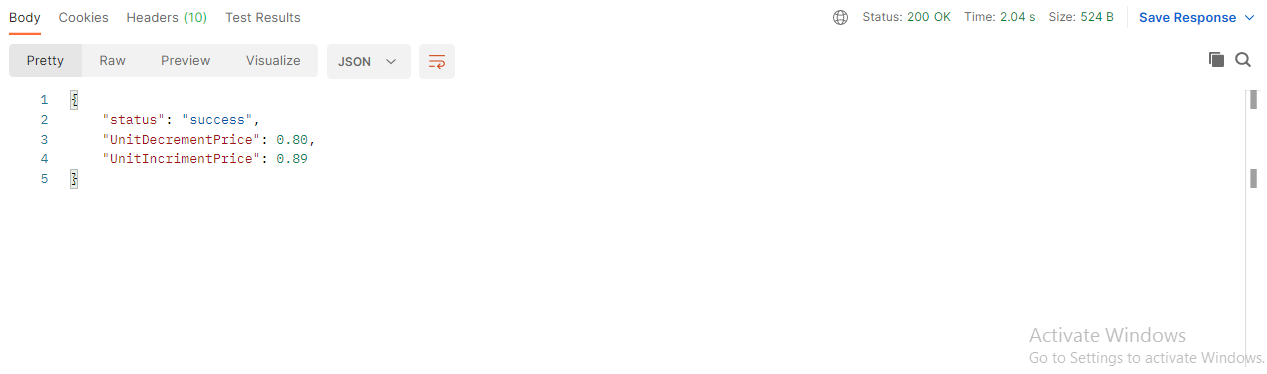 Body Cookies Headers (10) Test Results Status: 200 OK Time: 2.04 s Size: 524 B Save Response
Pretty Raw Preview Visualize JSON
1 {
2 "status": "success",
3 "UnitDecrementPrice": 0.80,
4 "UnitIncrimentPrice": 0.89
5 }
Activate Windows
Go to Settings to activate Windows.